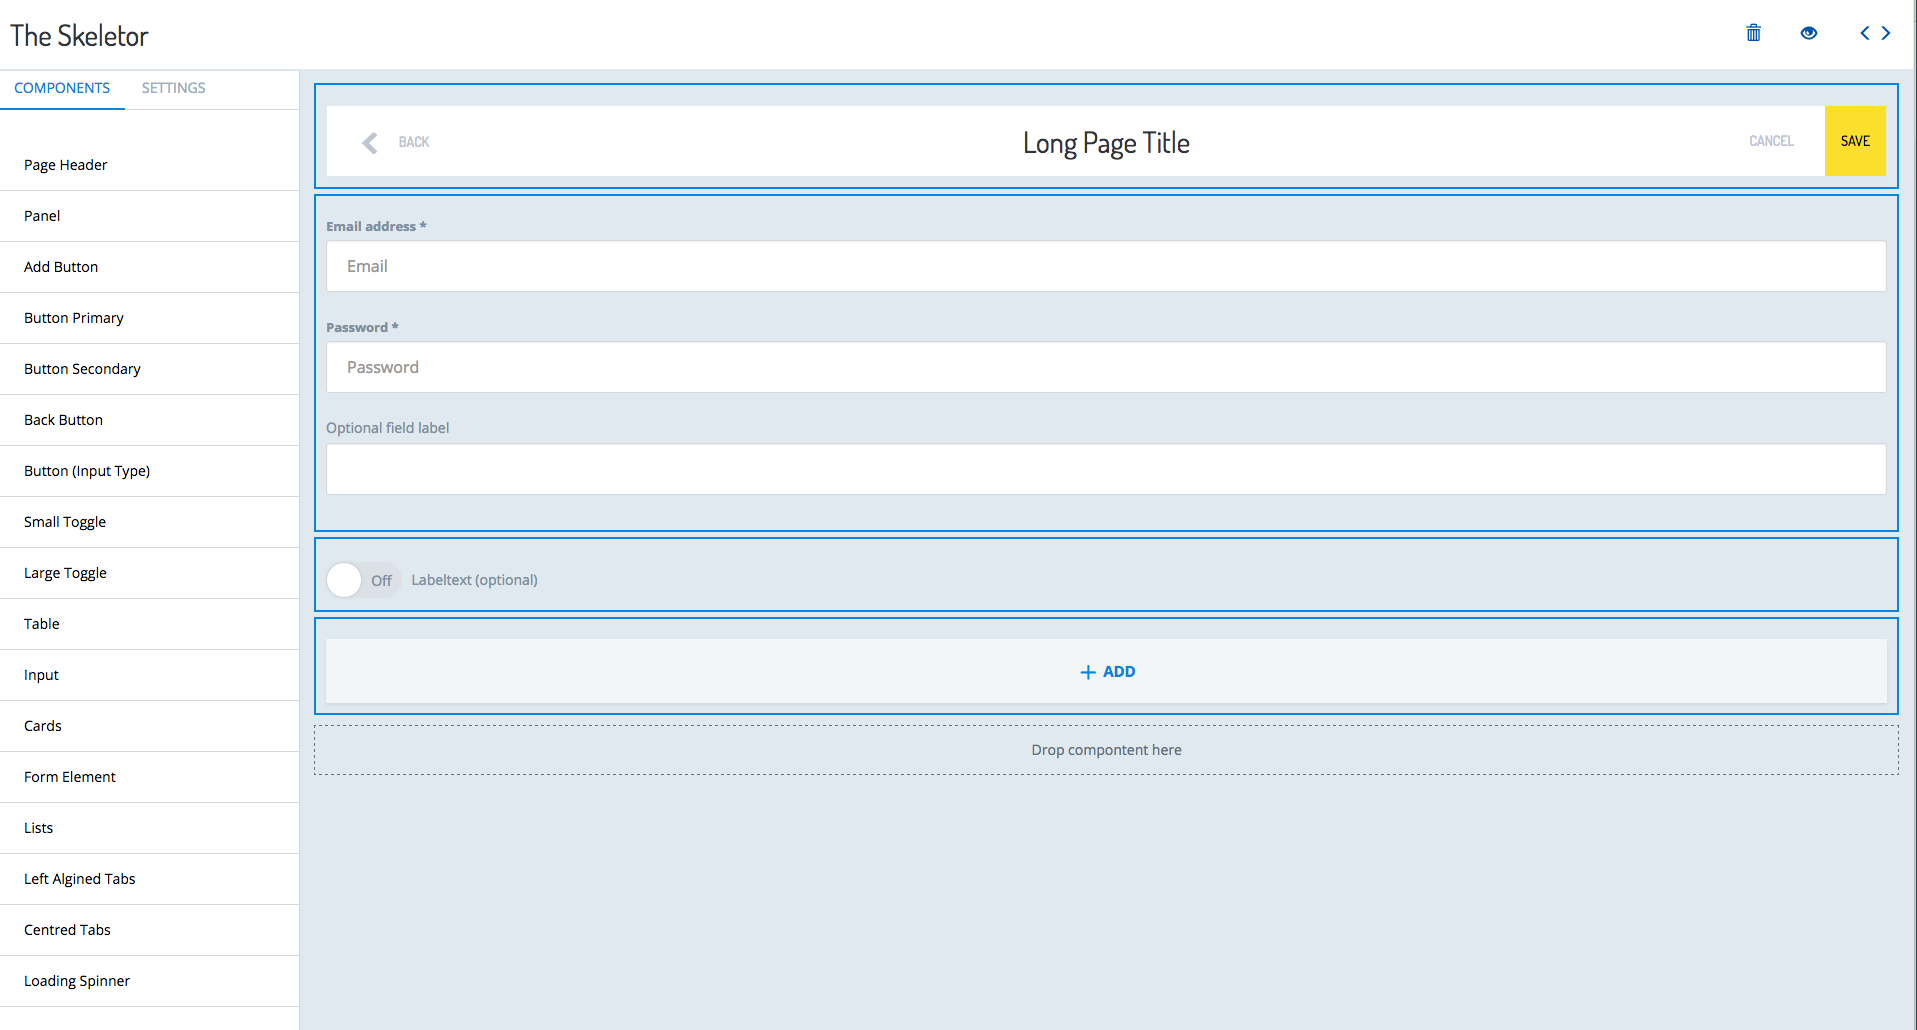 The Skeletor
COMPONENTS
SETTINGS
Page Header
Panel
Add Button
Button Primary
Button Secondary
Back Button
Button (Input Type)
Small Toggle
Large Toggle
Table
Input
Cards
Form Element
Lists
Left Algined Tabs
Centred Tabs
Loading Spinner
BACK
Long Page Title
CANCEL
SAVE
Email address *
Email
Password *
Password
Optional field label
Off
Labeltext (optional)
ADD
Drop compontent here